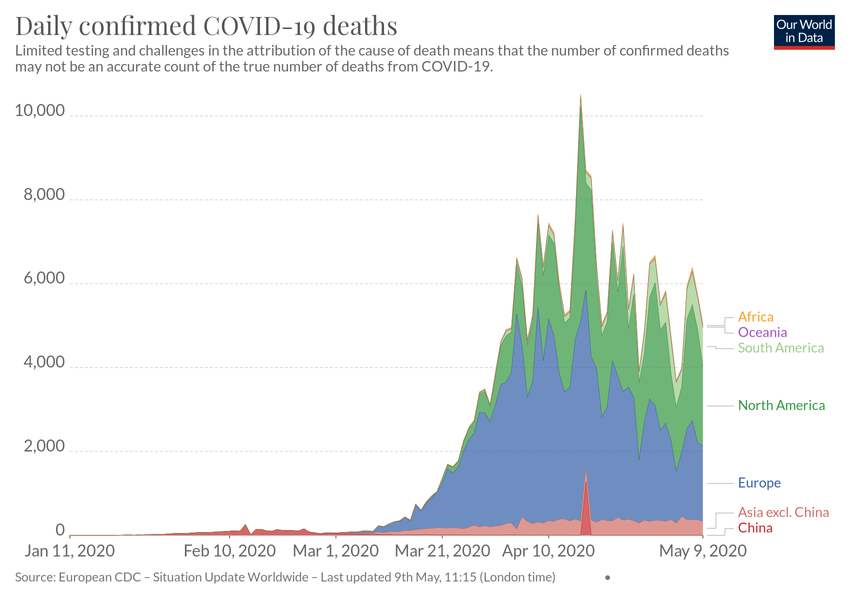 Daily confirmed COVID-19 deaths
Our World
in Data
Limited testing and challenges in the attribution of the cause of death means that the number of confirmed deaths
may not be an accurate count of the true number of deaths from COVID-19.
10,000
8,000
6,000
4,000
2,000
0
Africa
Oceania
South America
North America
Europe
Asia excl. China
China
Jan 11, 2020
Feb 10, 2020
Mar 1, 2020
Mar 21, 2020
Apr 10, 2020
May 9, 2020
Source: European CDC – Situation Update Worldwide – Last updated 9th May, 11:15 (London time)